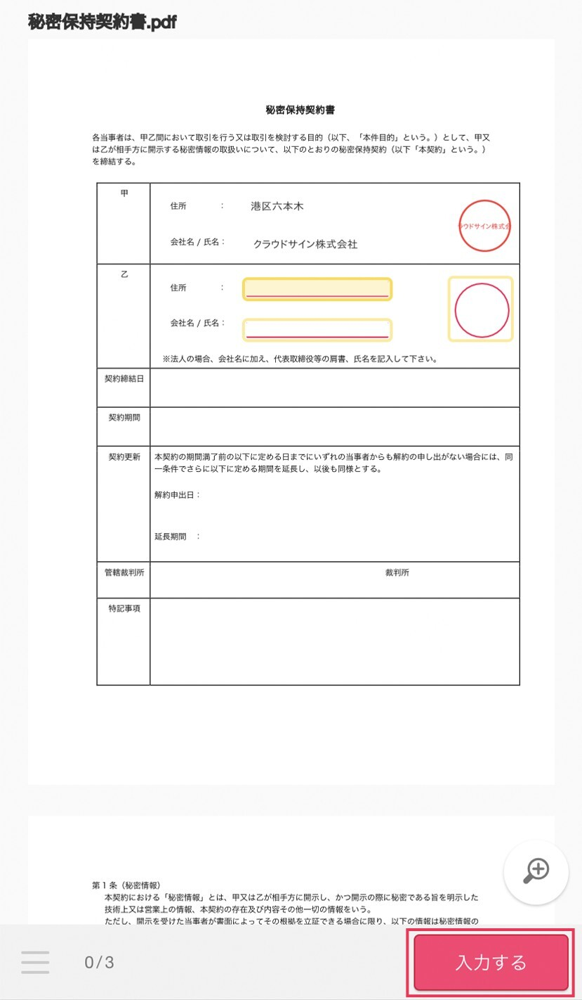 秘密保持契約書.pdf
秘密保持契約書
各当事者は、甲乙間において取引を行う又は取引を検討する目的（以下、「本件目的」という。）として、甲又
は乙が相手方に開示する秘密情報の取扱いについて、以下のとおりの秘密保持契約（以下「本契約」という。）
を締結する。
甲
住所　：　港区六本木
ラウドサイン株式会
会社名 / 氏名：　クラウドサイン株式会社
乙
住所　：
会社名 / 氏名：
※法人の場合、会社名に加え、代表取締役等の肩書、氏名を記入して下さい。
契約締結日
契約期間
契約更新
本契約の期間満了前の以下に定める日までにいずれの当事者からも解約の申し出がない場合には、同
一条件でさらに以下に定める期間を延長し、以後も同様とする。
解約申出日：
延長期間　：
管轄裁判所
裁判所
特記事項
第１条（秘密情報）
本契約における「秘密情報」とは、甲又は乙が相手方に開示し、かつ開示の際に秘密である旨を明示した
技術上又は営業上の情報、本契約の存在及び内容その他一切の情報をいう。
ただし、開示を受けた当事者が書面によってその根拠を立証できる場合に限り、以下の情報は秘密情報の
0/3
入力する